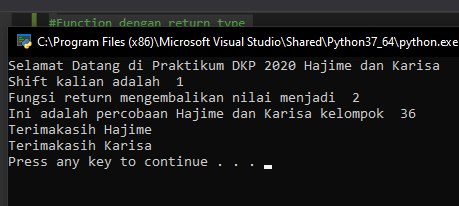 #Function dengan return type
C:\Program Files (x86)\Microsoft Visual Studio\Shared\Python37_64\python.exe
Selamat Datang di Praktikum DKP 2020 Hajime dan Karisa
Shift kalian adalah  1
Fungsi return mengembalikan nilai menjadi  2
Ini adalah percobaan Hajime dan Karisa kelompok  36
Terimakasih Hajime
Terimakasih Karisa
Press any key to continue . . .